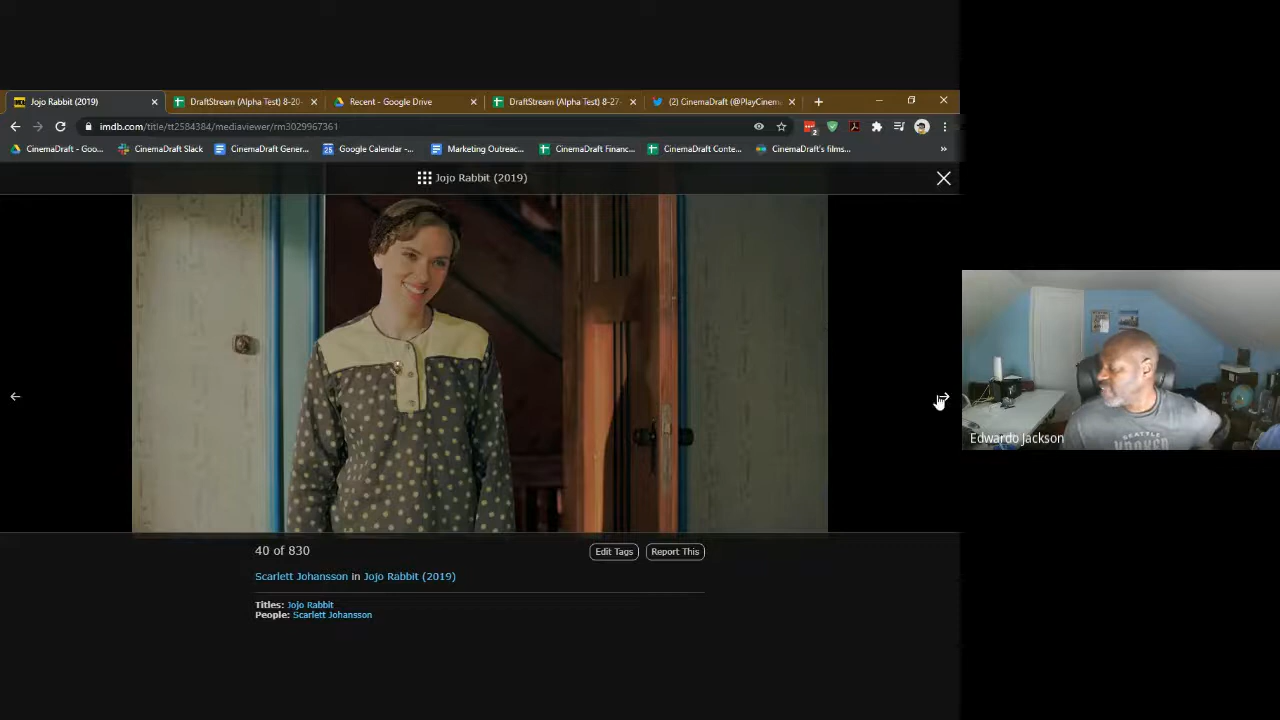 Jojo Rabbit (2019)
DraftStream (Alpha Test) 8-20-
Recent - Google Drive
DraftStream (Alpha Test) 8-27-
(2) CinemaDraft (@PlayCinem
imdb.com/title/tt2584384/mediaviewer/rm3029967361
2
CinemaDraft - Goo...
CinemaDraft Slack
CinemaDraft Gener...
25
Google Calendar -...
Marketing Outreac...
CinemaDraft Financ...
CinemaDraft Conte...
CinemaDraft's films...
»
Jojo Rabbit (2019)
SEATTLE
Edwardo Jackson
40 of 830
Edit Tags
Report This
Scarlett Johansson in Jojo Rabbit (2019)
Titles: Jojo Rabbit
People: Scarlett Johansson